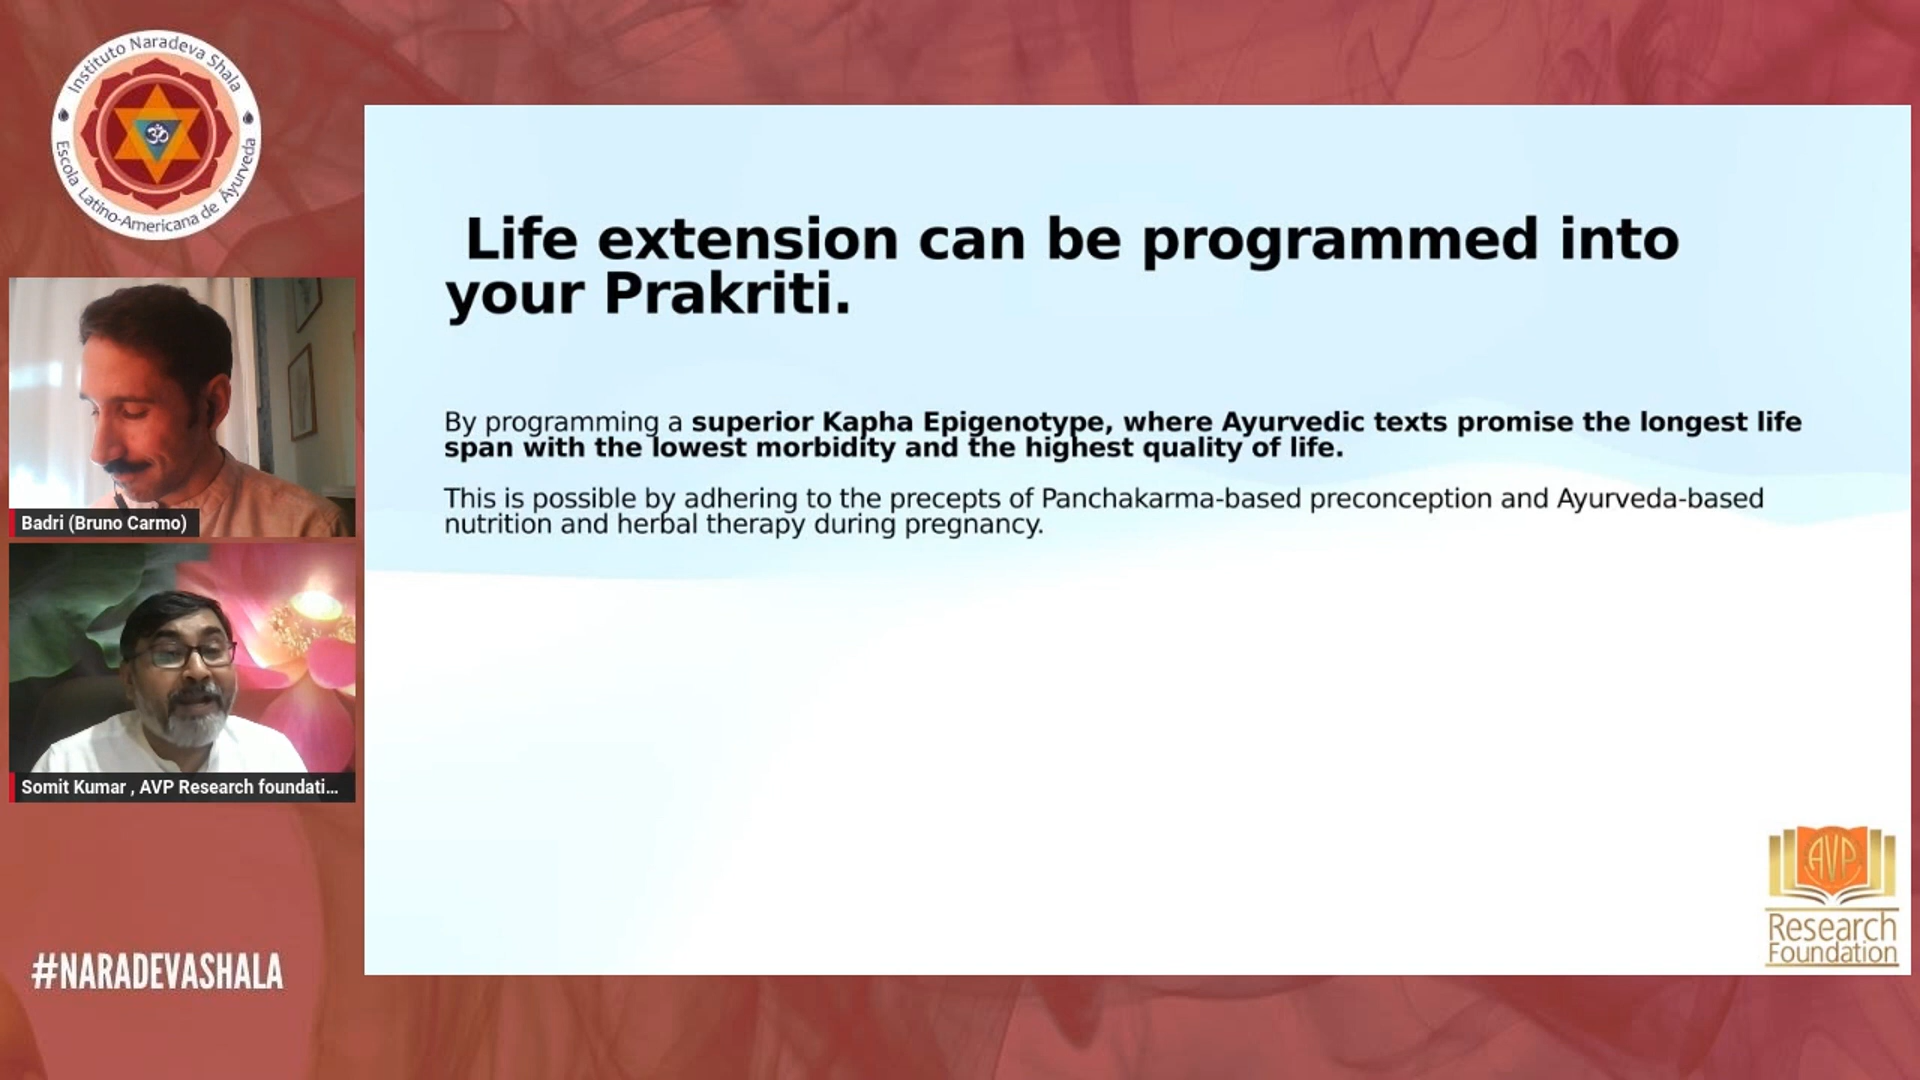 Instituto Naradeva Shala
Escola Latino-Americana de Áyurveda
ॐ
Life extension can be programmed into
your Prakriti.
By programming a superior Kapha Epigenotype, where Ayurvedic texts promise the longest life
span with the lowest morbidity and the highest quality of life.
This is possible by adhering to the precepts of Panchakarma-based preconception and Ayurveda-based
nutrition and herbal therapy during pregnancy.
Badri (Bruno Carmo)
Somit Kumar , AVP Research foundati...
#NARADEVASHALA
AVP
Research
Foundation